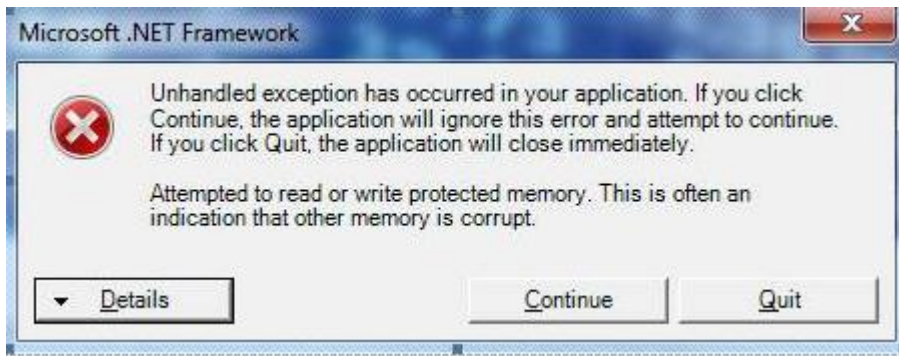 Microsoft .NET Framework
Unhandled exception has occurred in your application. If you click
Continue, the application will ignore this error and attempt to continue.
If you click Quit, the application will close immediately.
Attempted to read or write protected memory. This is often an
indication that other memory is corrupt.
Details
Continue
Quit